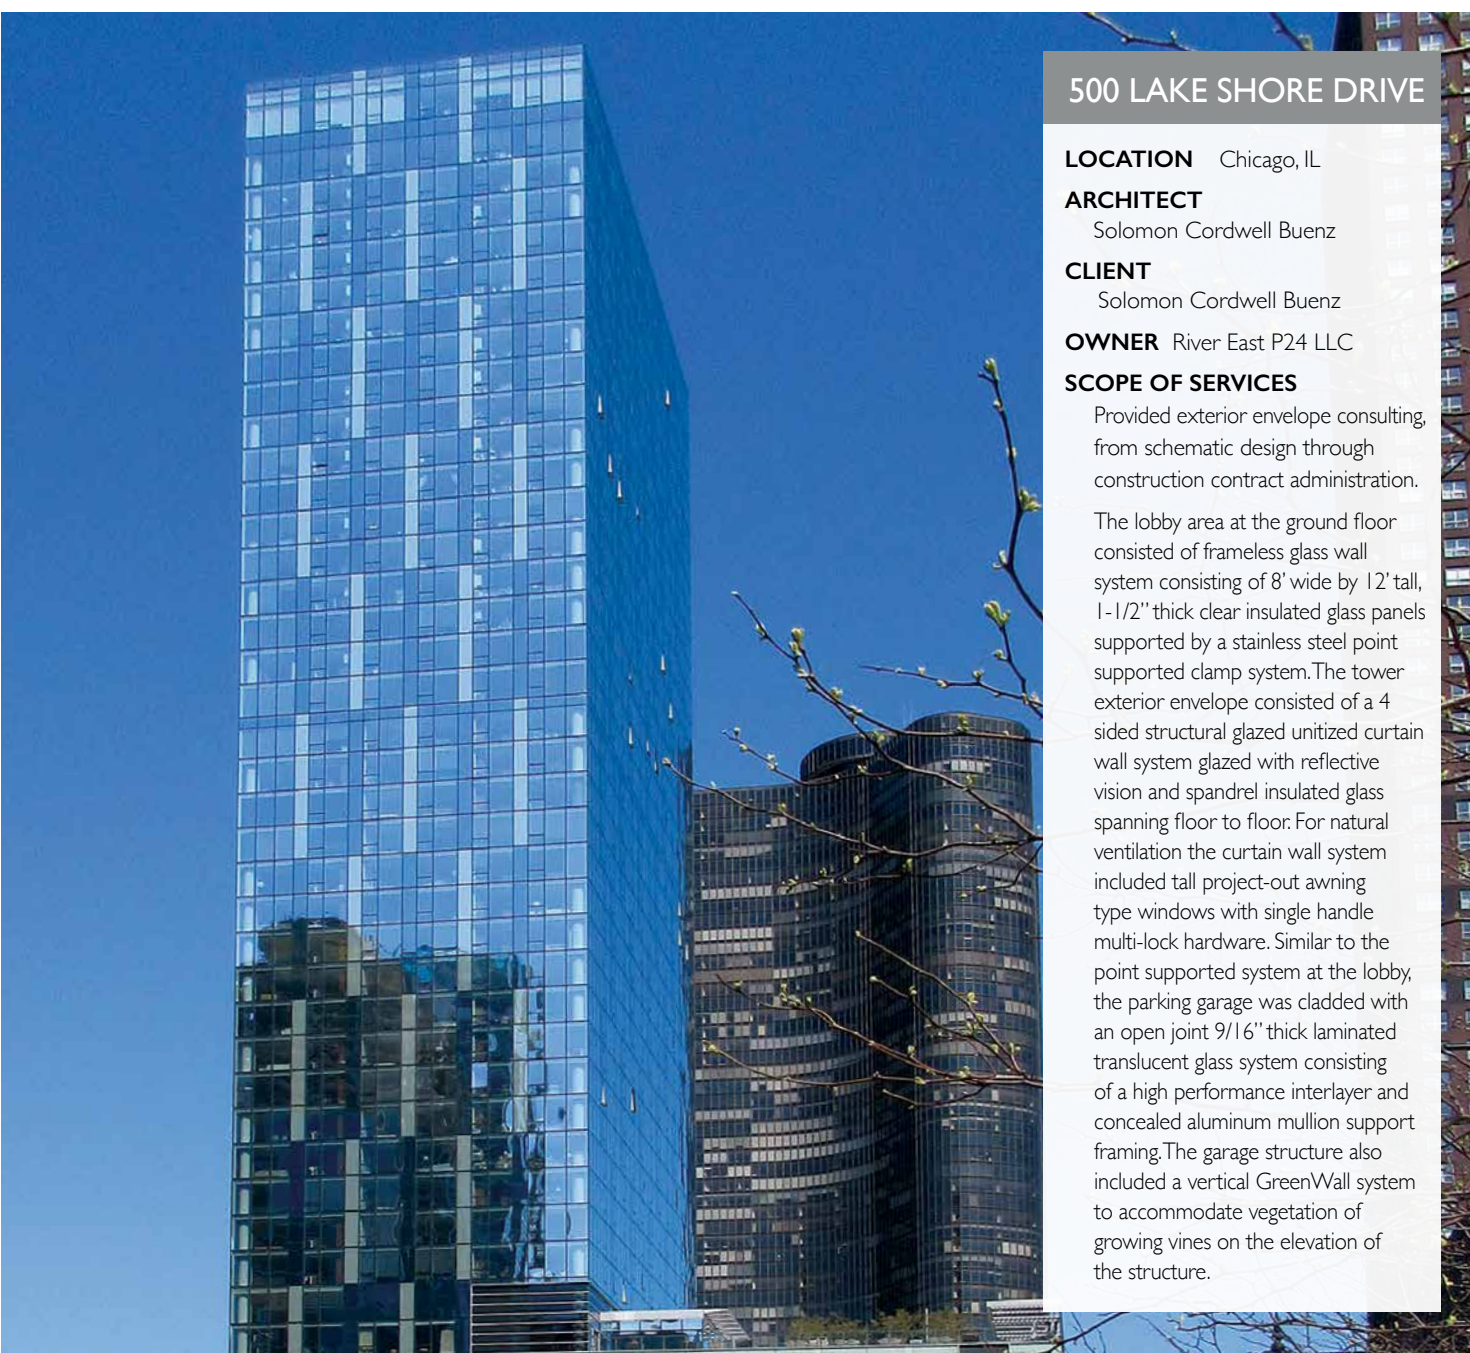 500 LAKE SHORE DRIVE
LOCATION Chicago, IL
ARCHITECT
Solomon Cordwell Buenz
CLIENT
Solomon Cordwell Buenz
OWNER River East P24 LLC
SCOPE OF SERVICES
Provided exterior envelope consulting,
from schematic design through
construction contract administration.
The lobby area at the ground floor
consisted of frameless glass wall
system consisting of 8’ wide by 12’ tall,
1-1/2’’ thick clear insulated glass panels
supported by a stainless steel point
supported clamp system. The tower
exterior envelope consisted of a 4
sided structural glazed unitized curtain
wall system glazed with reflective
vision and spandrel insulated glass
spanning floor to floor. For natural
ventilation the curtain wall system
included tall project-out awning
type windows with single handle
multi-lock hardware. Similar to the
point supported system at the lobby,
the parking garage was cladded with
an open joint 9/16’’ thick laminated
translucent glass system consisting
of a high performance interlayer and
concealed aluminum mullion support
framing. The garage structure also
included a vertical GreenWall system
to accommodate vegetation of
growing vines on the elevation of
the structure.